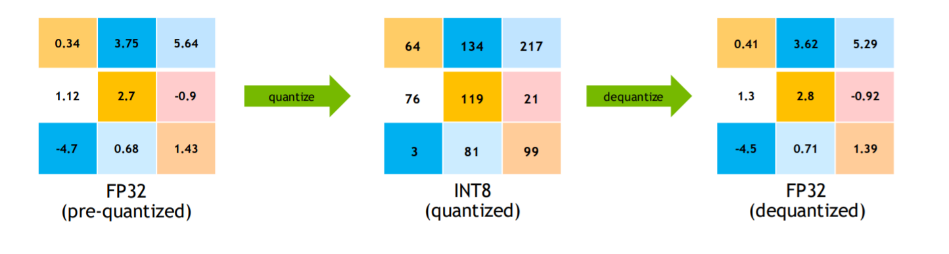 0.34 3.75 5.64
1.12 2.7 -0.9
-4.7 0.68 1.43
FP32
(pre-quantized)
quantize
64 134 217
76 119 21
3 81 99
INT8
(quantized)
dequantize
0.41 3.62 5.29
1.3 2.8 -0.92
-4.5 0.71 1.39
FP32
(dequantized)